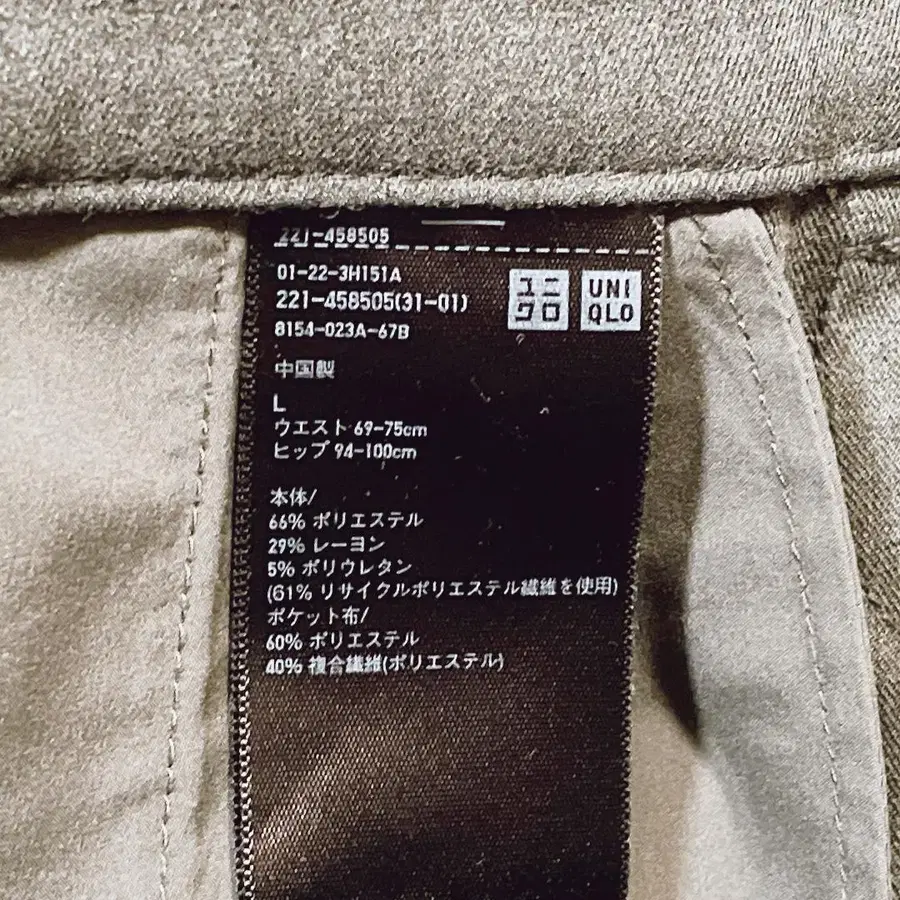 221-458505
01-22-3H151A
221-458505(31-01)
8154-023A-67B
ユニ
クロ
UNI
QLO
中国製
L
ウエスト 69-75cm
ヒップ 94-100cm
本体/
66% ポリエステル
29% レーヨン
5% ポリウレタン
(61% リサイクルポリエステル繊維を使用)
ポケット布/
60% ポリエステル
40% 複合繊維(ポリエステル)